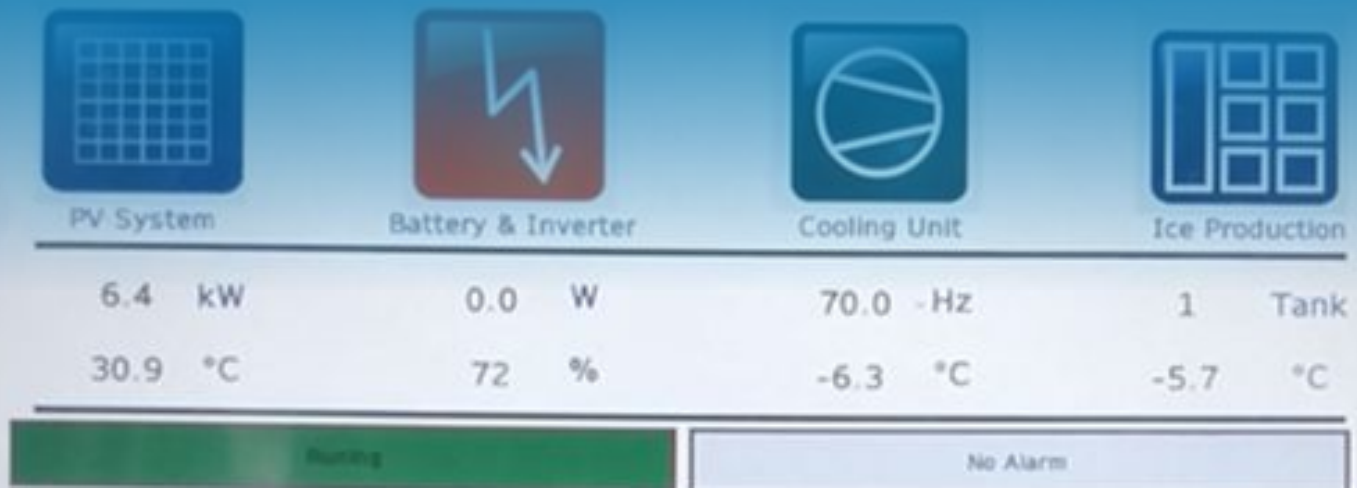 PV System Battery & Inverter Cooling Unit Ice Production
6.4 kW 0.0 W 70.0 Hz 1 Tank
30.9 °C 72 % -6.3 °C -5.7 °C
No Alarm